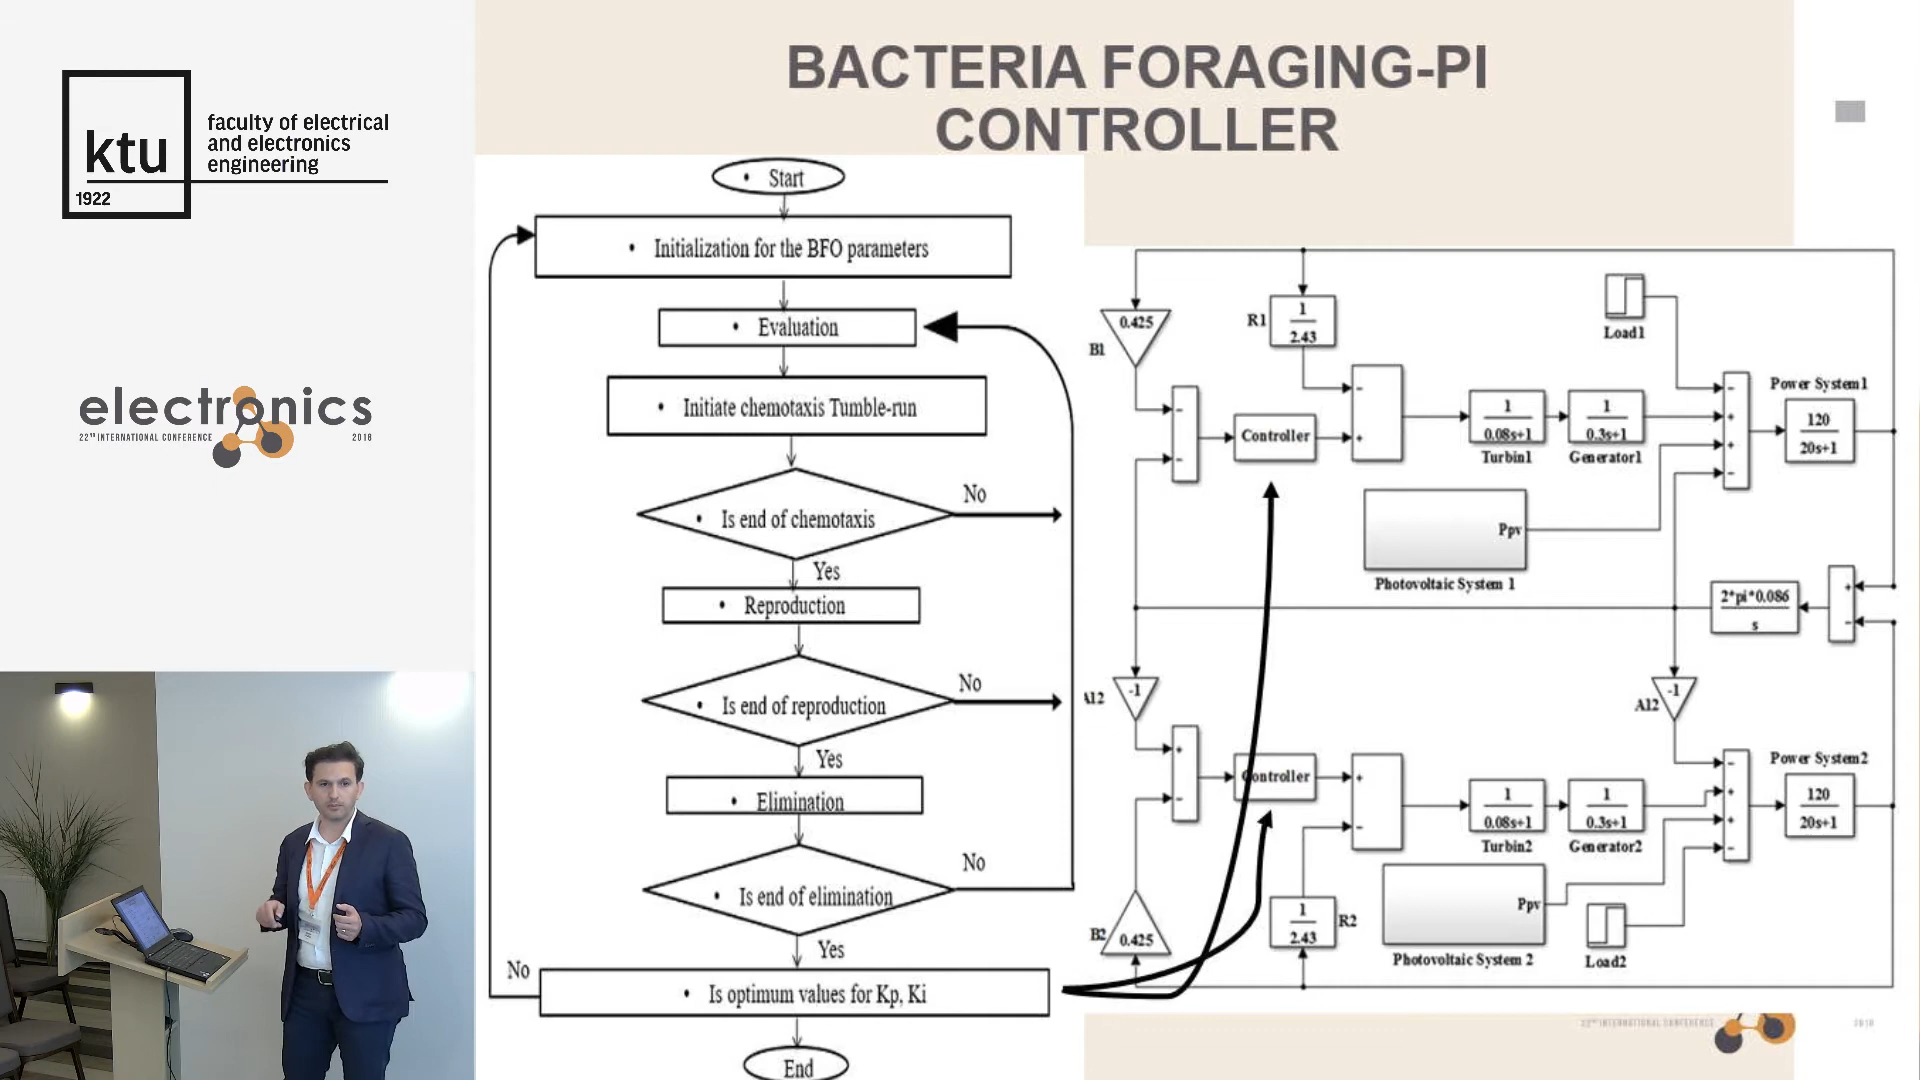 ktu
1922
faculty of electrical
and electronics
engineering
electronics
22ND INTERNATIONAL CONFERENCE
2018
BACTERIA FORAGING-PI
CONTROLLER
• Start
• Initialization for the BFO parameters
• Evaluation
• Initiate chemotaxis Tumble-run
• Is end of chemotaxis
No
Yes
• Reproduction
• Is end of reproduction
No
Yes
• Elimination
• Is end of elimination
No
Yes
No
• Is optimum values for Kp, Ki
End
0.425
B1
R1
1
2.43
Load1
Controller
1
0.08s+1
Turbin1
1
0.3s+1
Generator1
Power System1
120
20s+1
Ppv
Photovoltaic System 1
2*pi*0.086
s
A12
-1
A12
-1
Controller
1
0.08s+1
Turbin2
1
0.3s+1
Generator2
Power System2
120
20s+1
B2
0.425
1
2.43
R2
Ppv
Photovoltaic System 2
Load2
22ND INTERNATIONAL CONFERENCE
2018